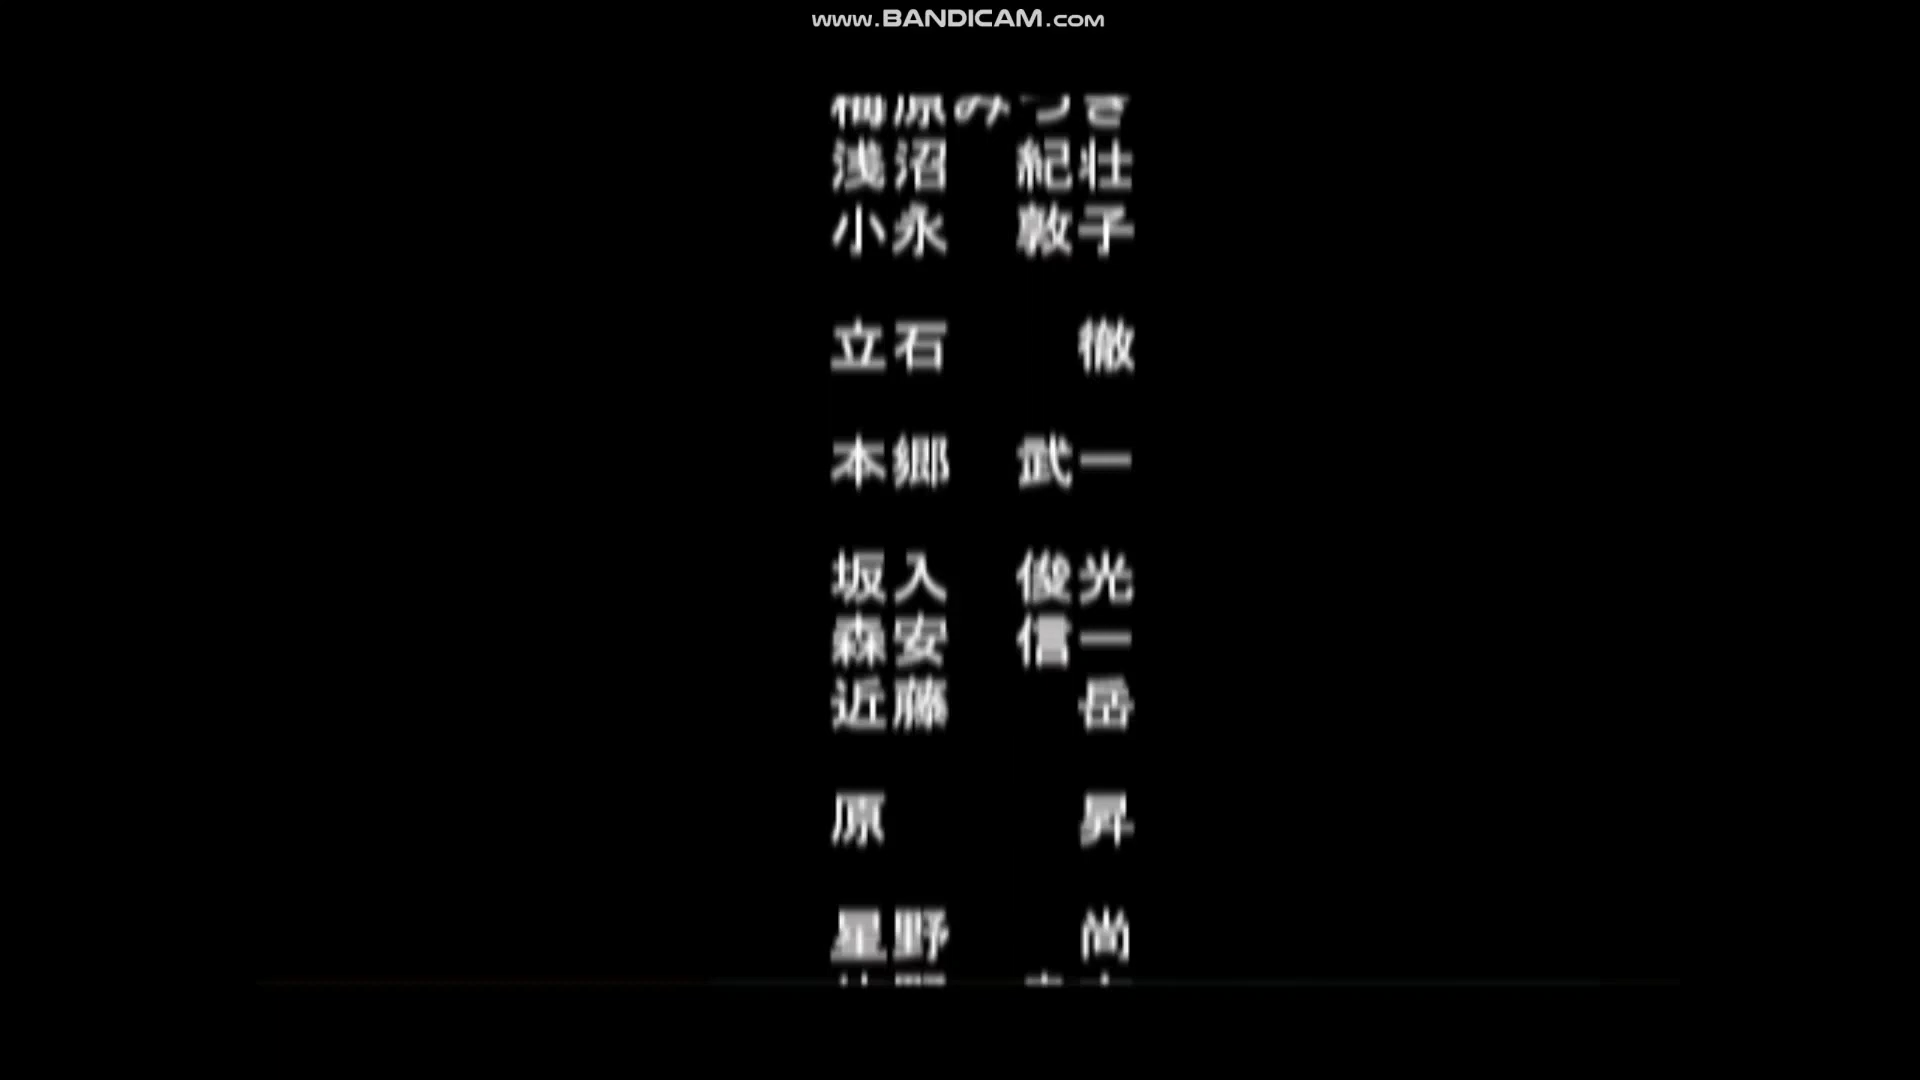 www.BANDICAM.com
浅沼 紀壮
小永 敦子
立石 徹
本郷 武一
坂入 俊光
森安 信一
近藤 岳
原 昇
星野 尚